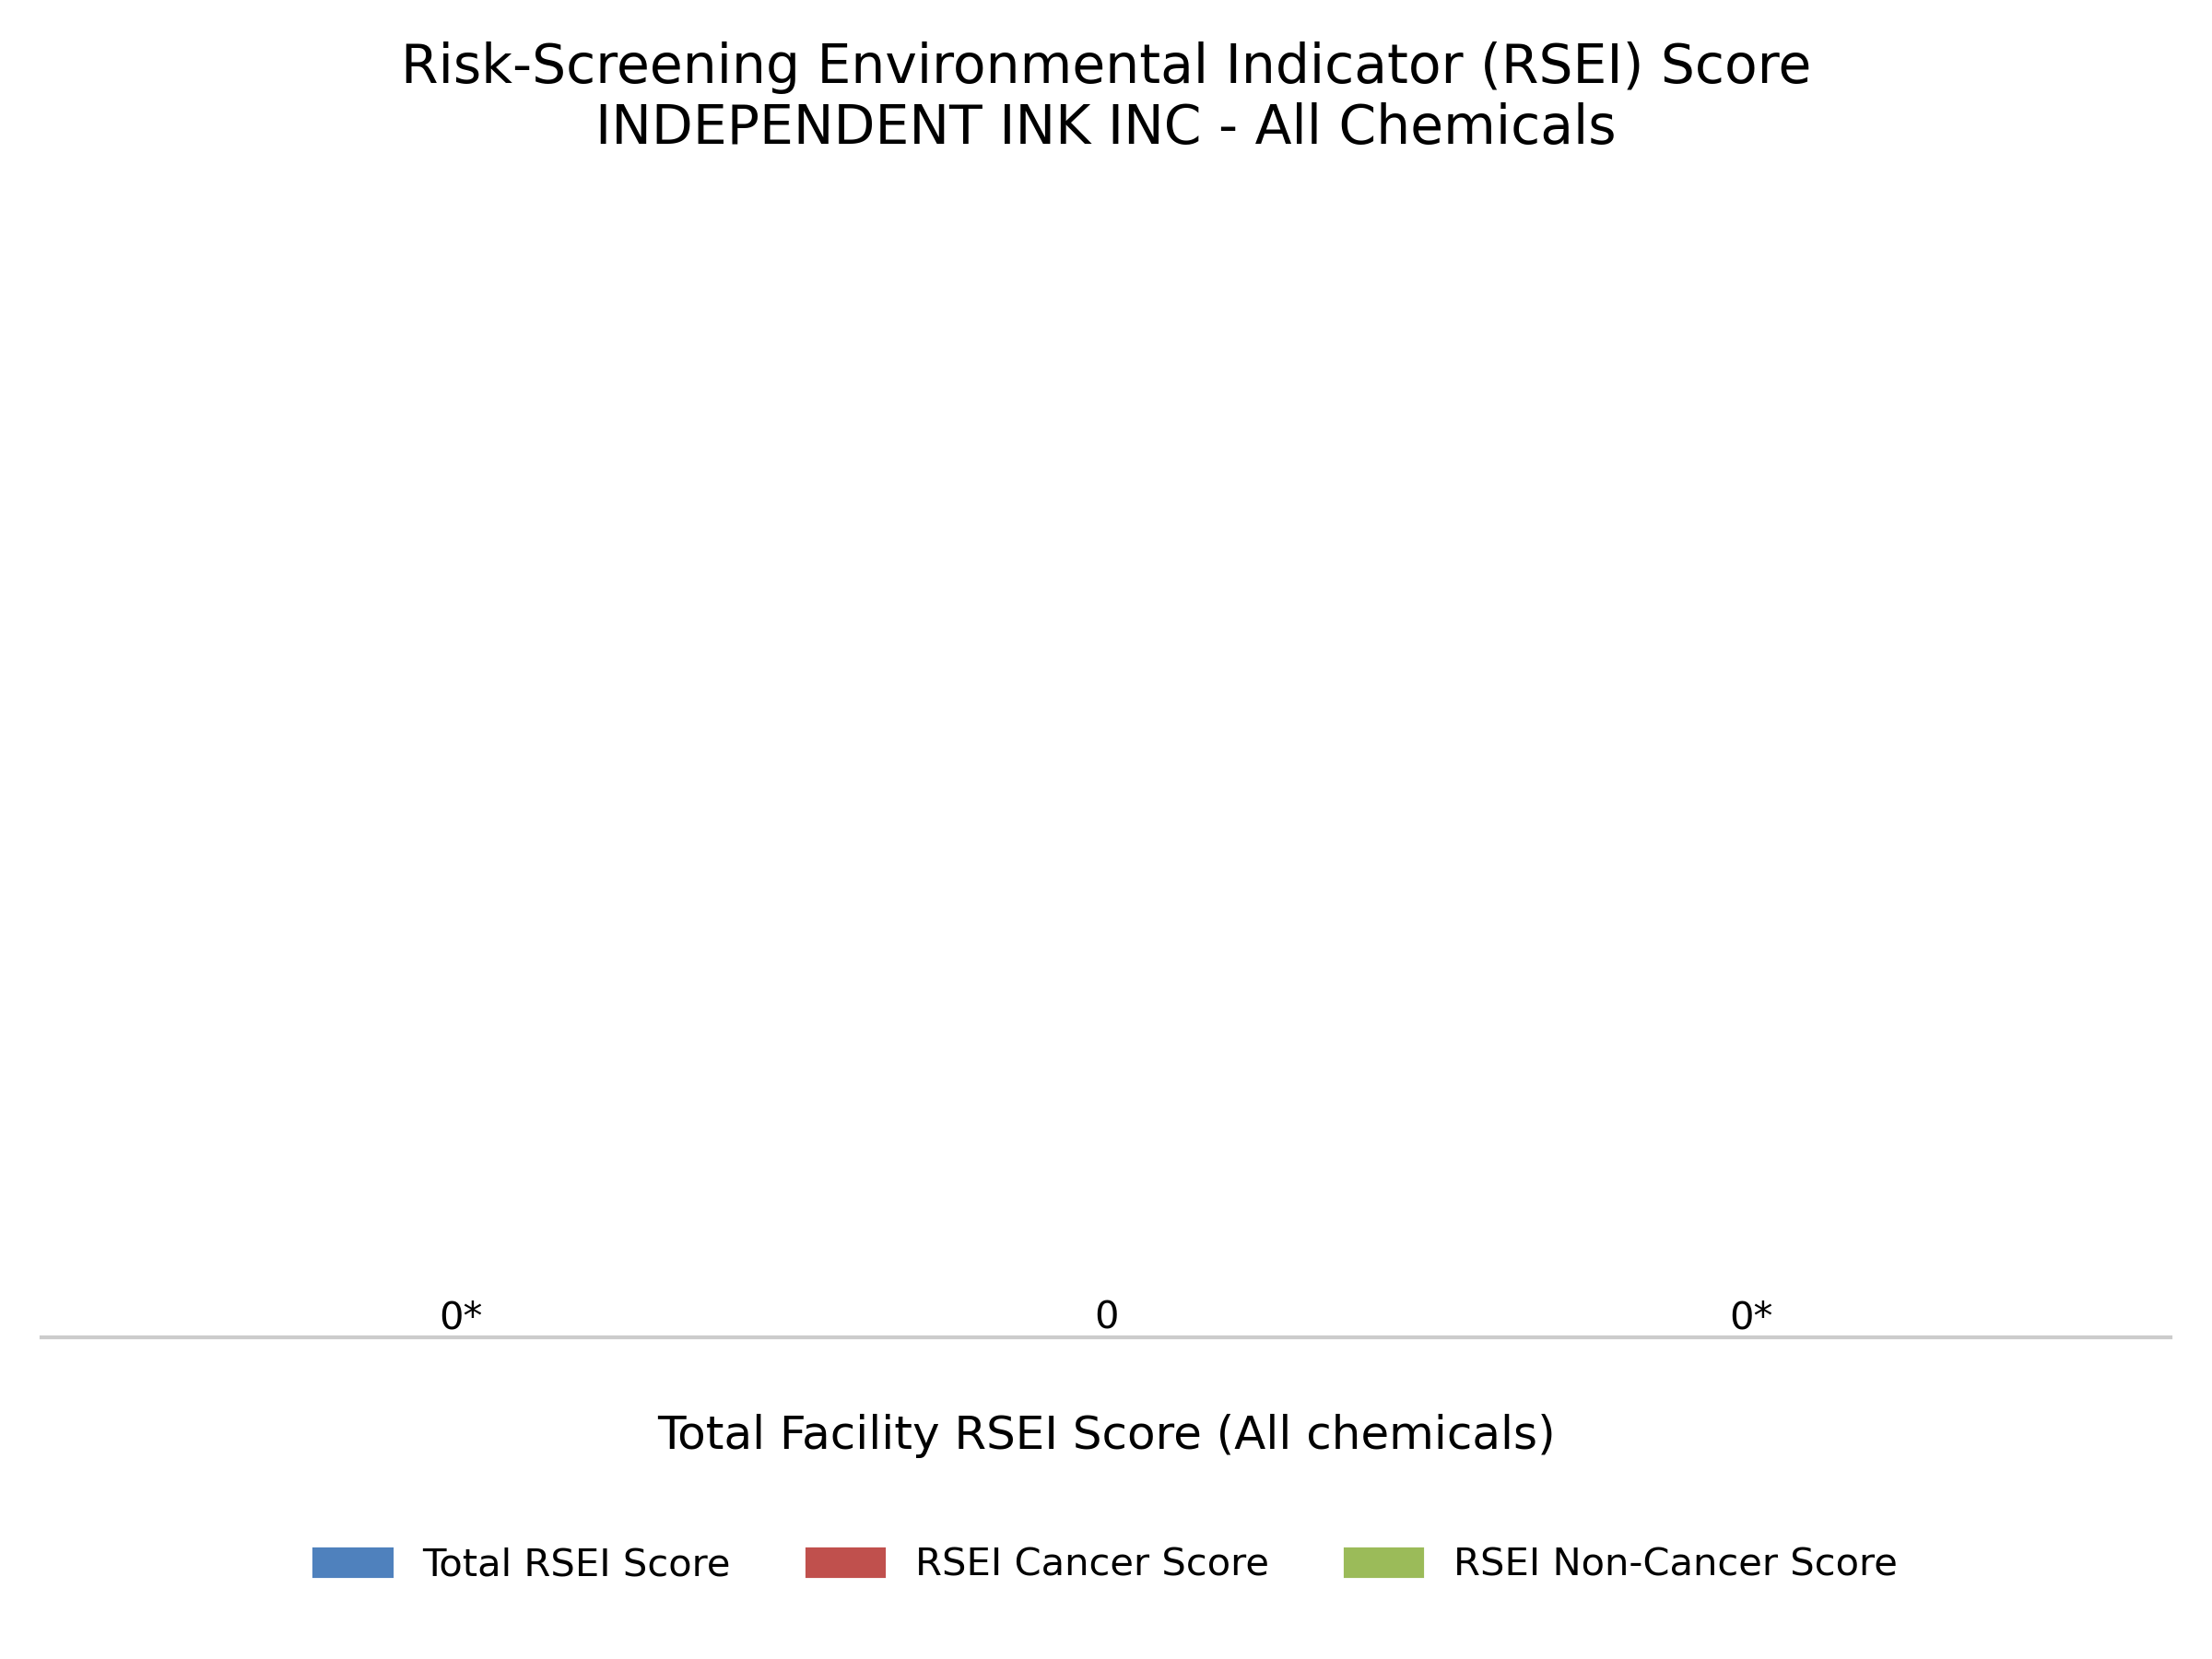 Risk-Screening Environmental Indicator (RSEI) Score
INDEPENDENT INK INC - All Chemicals
0*
0
0*
Total Facility RSEI Score (All chemicals)
Total RSEI Score
RSEI Cancer Score
RSEI Non-Cancer Score